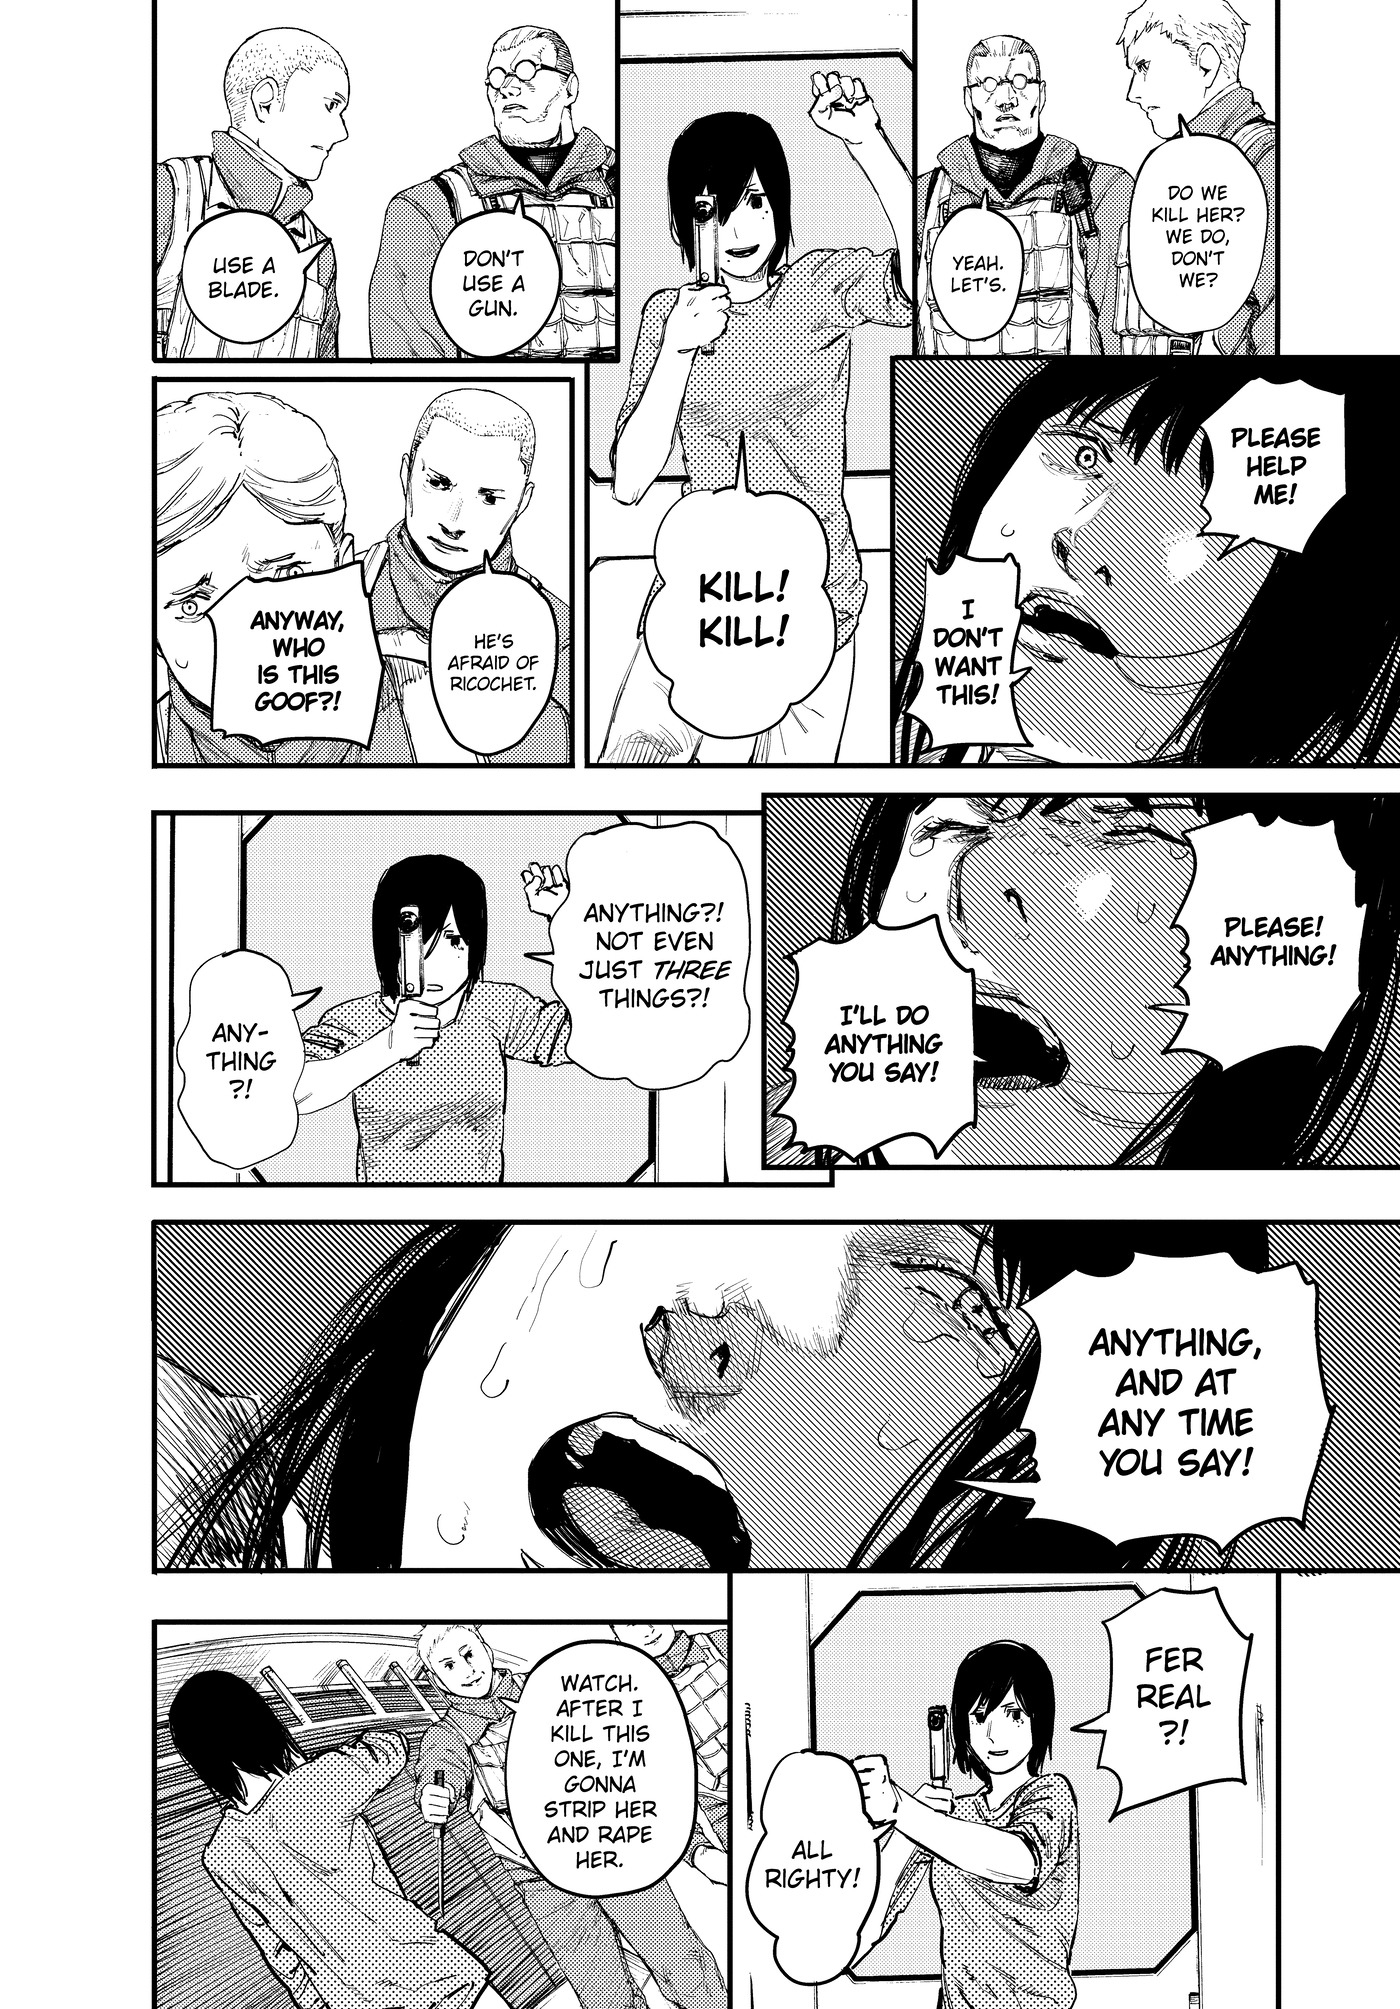 DO WE
KILL HER?
WE DO,
DON'T
WE?
YEAH.
LET'S.
KILL!
KILL!
DON'T
USE A
GUN.
USE A
BLADE.
PLEASE
HELP
ME!
I
DON'T
WANT
THIS!
HE'S
AFRAID OF
RICOCHET.
ANYWAY,
WHO
IS THIS
GOOF?!
PLEASE!
ANYTHING!
I'LL DO
ANYTHING
YOU SAY!
ANYTHING?!
NOT EVEN
JUST THREE
THINGS?!
ANY-
THING
?!
ANYTHING,
AND AT
ANY TIME
YOU SAY!
FER
REAL
?!
ALL
RIGHTY!
WATCH.
AFTER I
KILL THIS
ONE, I'M
GONNA
STRIP HER
AND RAPE
HER.